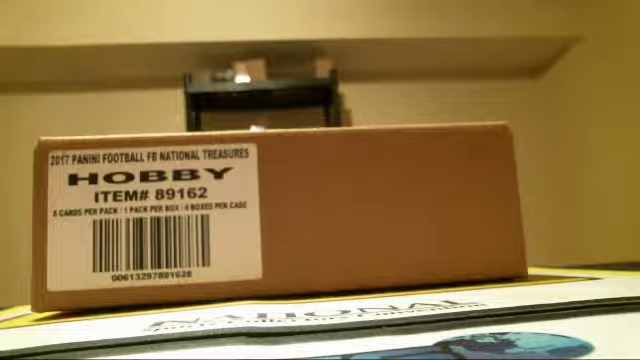 2017 PANINI FOOTBALL FB NATIONAL TREASURES
HOBBY
ITEM# 89162
8 CARDS PER PACK / 1 PACK PER BOX / 4 BOXES PER CASE
NATIONAL